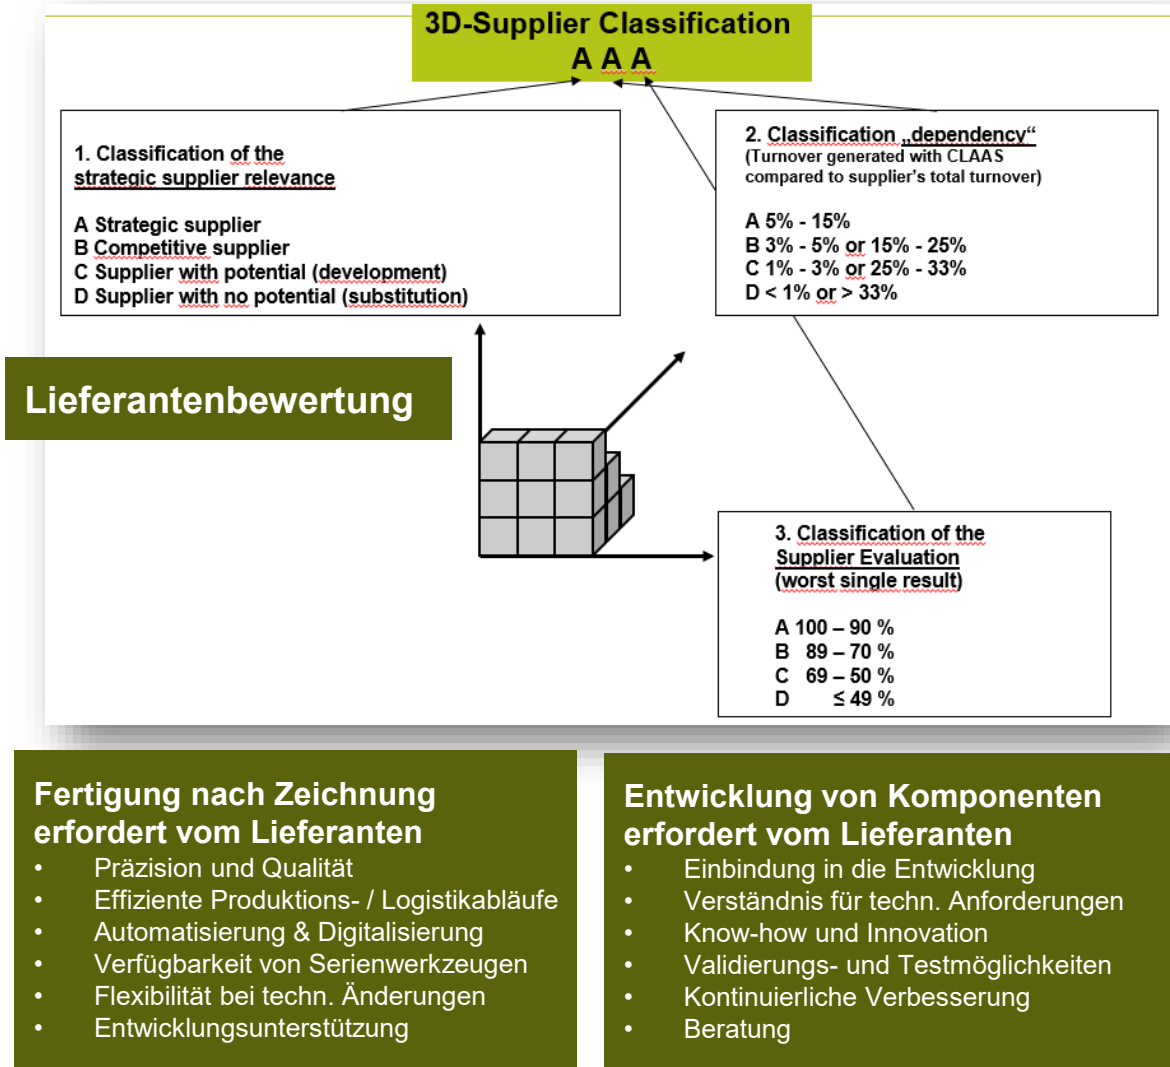 3D-Supplier Classification
A A A
1. Classification of the
strategic supplier relevance
A Strategic supplier
B Competitive supplier
C Supplier with potential (development)
D Supplier with no potential (substitution)
2. Classification „dependency“
(Turnover generated with CLAAS
compared to supplier's total turnover)
A 5% - 15%
B 3% - 5% or 15% - 25%
C 1% - 3% or 25% - 33%
D < 1% or > 33%
Lieferantenbewertung
3. Classification of the
Supplier Evaluation
(worst single result)
A 100 – 90 %
B 89 – 70 %
C 69 – 50 %
D ≤ 49 %
Fertigung nach Zeichnung
erfordert vom Lieferanten
• Präzision und Qualität
• Effiziente Produktions- / Logistikabläufe
• Automatisierung & Digitalisierung
• Verfügbarkeit von Serienwerkzeugen
• Flexibilität bei techn. Änderungen
• Entwicklungsunterstützung
Entwicklung von Komponenten
erfordert vom Lieferanten
• Einbindung in die Entwicklung
• Verständnis für techn. Anforderungen
• Know-how und Innovation
• Validierungs- und Testmöglichkeiten
• Kontinuierliche Verbesserung
• Beratung